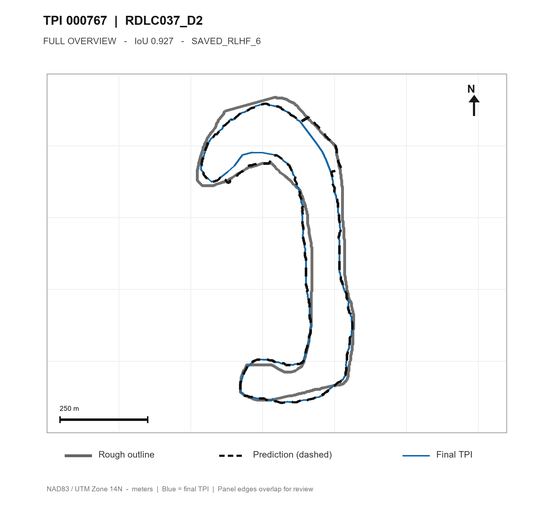 TPI 000767 | RDLC037_D2
FULL OVERVIEW - IoU 0.927 - SAVED_RLHF_6
N
250 m
Rough outline Prediction (dashed) Final TPI
NAD83 / UTM Zone 14N - meters | Blue = final TPI | Panel edges overlap for review